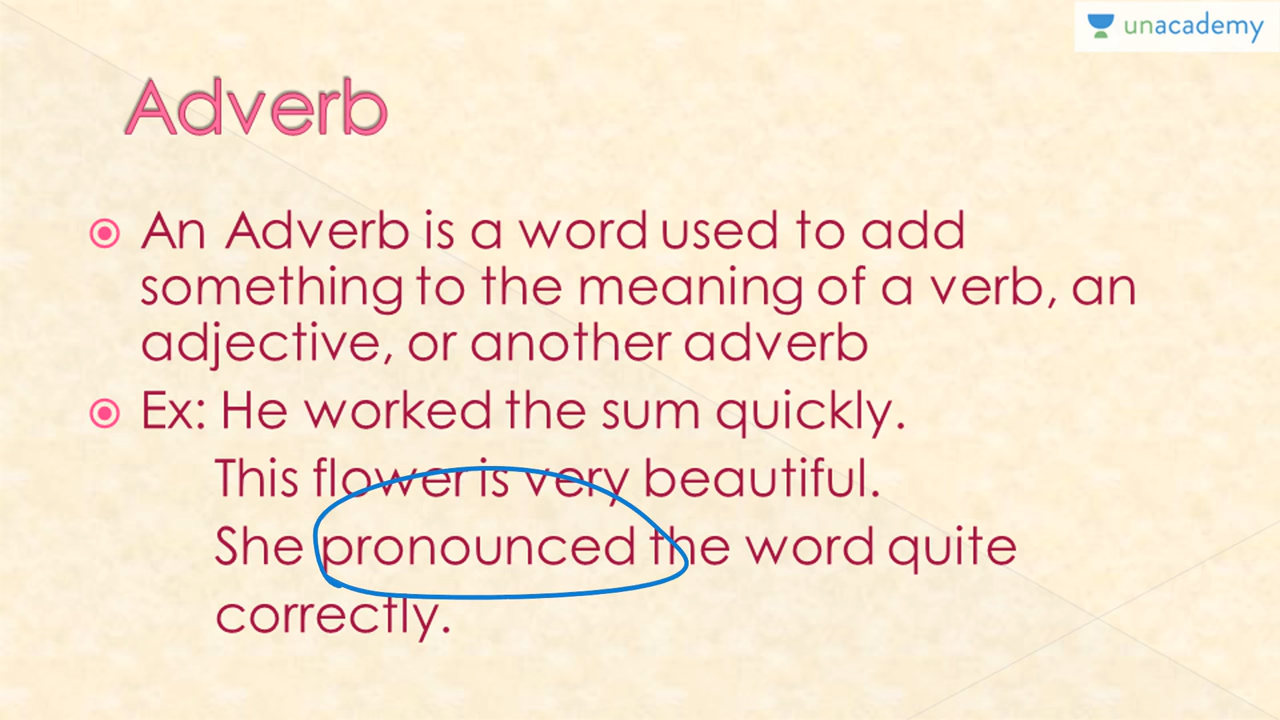 unacademy
Adverb
An Adverb is a word used to add
something to the meaning of a verb, an
adjective, or another adverb
Ex: He worked the sum quickly.
This flower is very beautiful.
She pronounced the word quite
correctly.